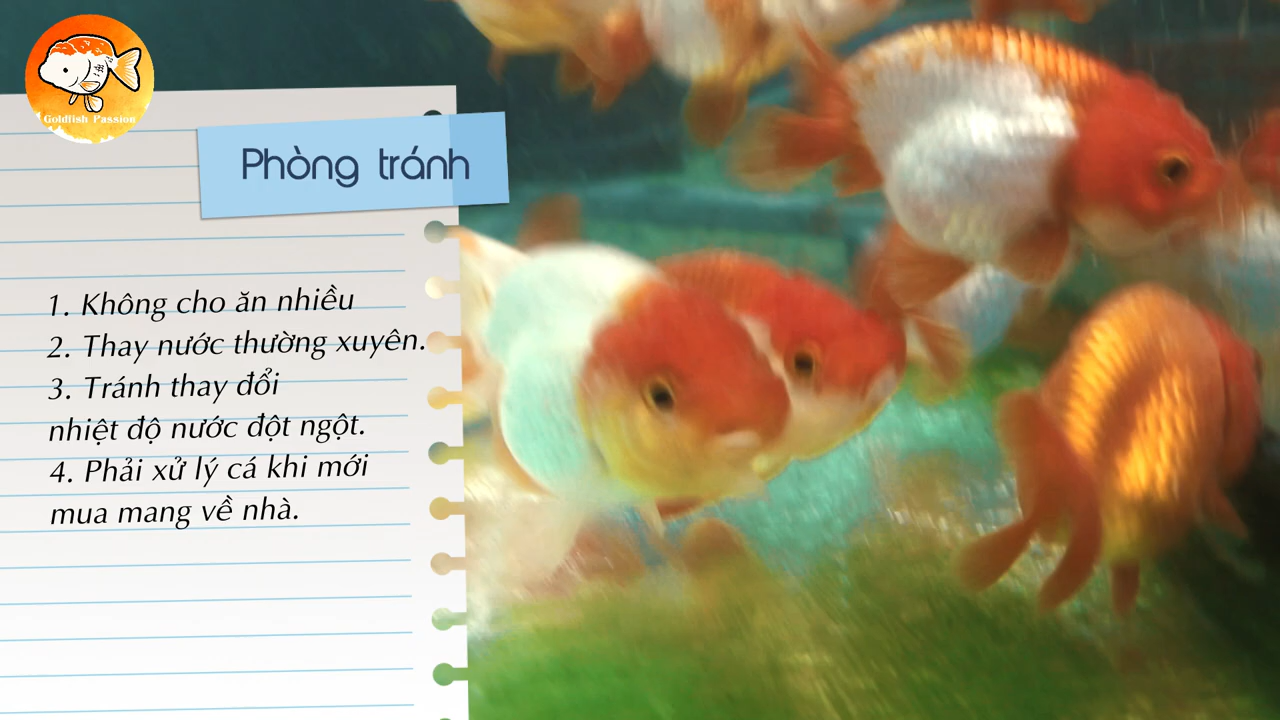 Goldfish Passion
Phòng tránh
1. Không cho ăn nhiều
2. Thay nước thường xuyên.
3. Tránh thay đổi
nhiệt độ nước đột ngột.
4. Phải xử lý cá khi mới
mua mang về nhà.